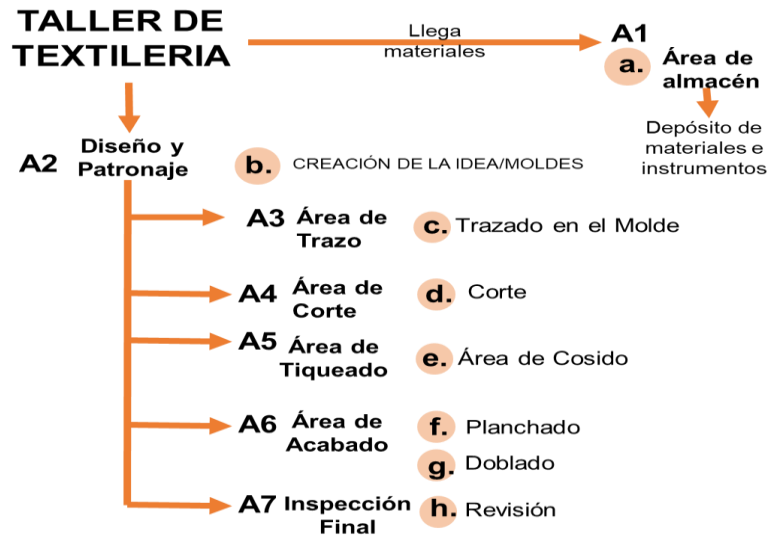 TALLER DE
TEXTILERIA
Llega
materiales
A1
a. Área de
almacén
Depósito de
materiales e
instrumentos
A2 Diseño y
Patronaje
b. CREACIÓN DE LA IDEA/MOLDES
A3 Área de
Trazo
c. Trazado en el Molde
A4 Área de
Corte
d. Corte
A5 Área de
Tiqueado
e. Área de Cosido
A6 Área de
Acabado
f. Planchado
g. Doblado
A7 Inspección
Final
h. Revisión